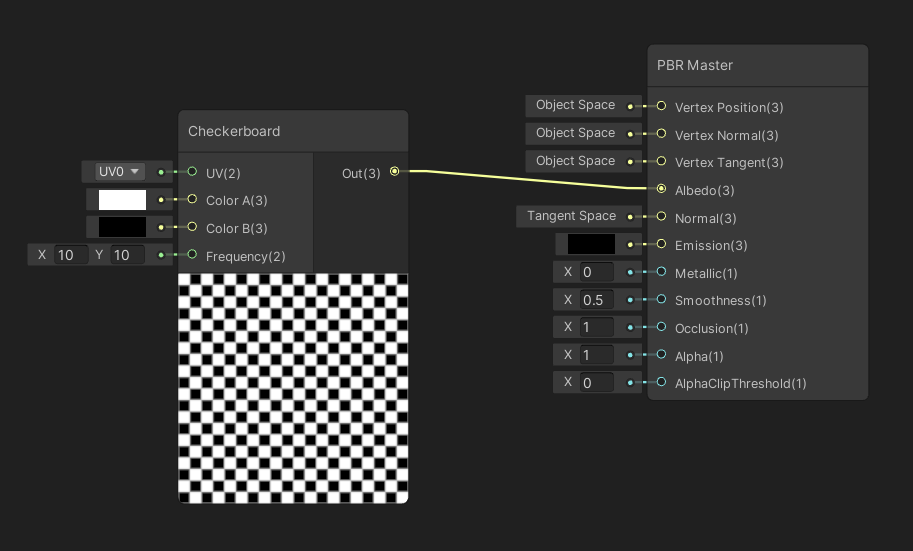 Checkerboard
UV0 UV(2) Out(3)
Color A(3)
Color B(3)
X 10 Y 10 Frequency(2)
PBR Master
Object Space Vertex Position(3)
Object Space Vertex Normal(3)
Object Space Vertex Tangent(3)
Albedo(3)
Tangent Space Normal(3)
Emission(3)
X 0 Metallic(1)
X 0.5 Smoothness(1)
X 1 Occlusion(1)
X 1 Alpha(1)
X 0 AlphaClipThreshold(1)